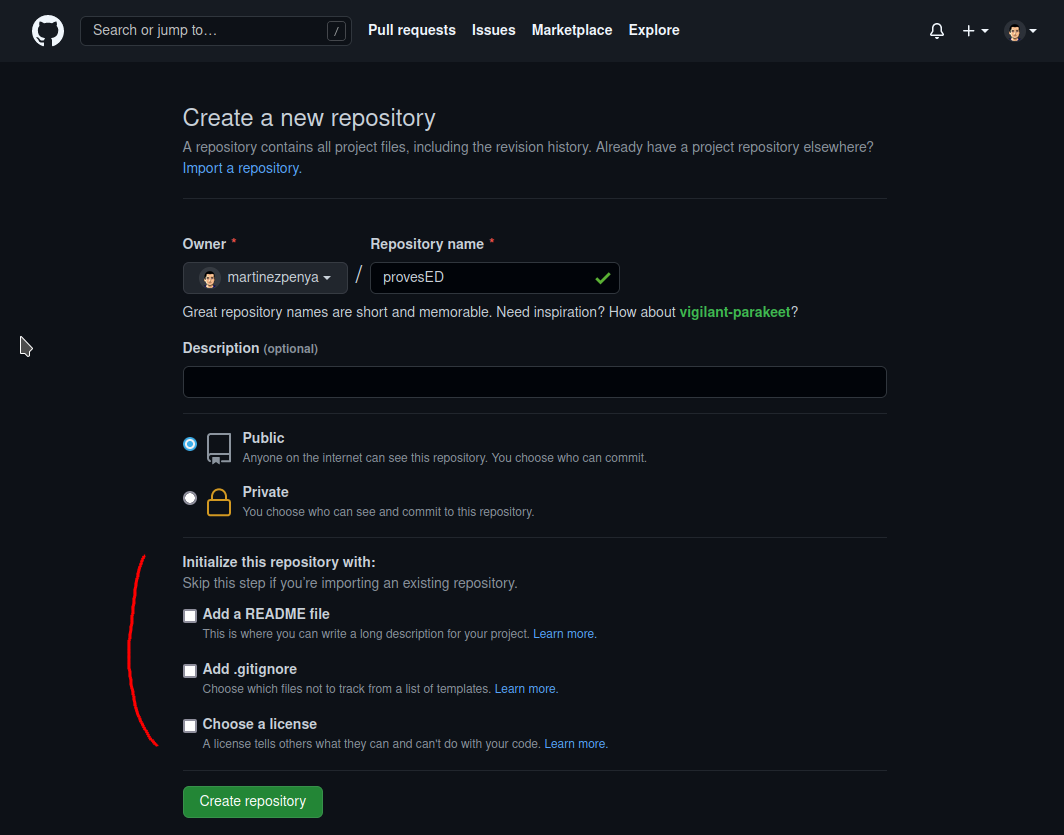 Search or jump to…
/
Pull requests Issues Marketplace Explore
Create a new repository
A repository contains all project files, including the revision history. Already have a project repository elsewhere?
Import a repository.
Owner * Repository name *
martinezpenya / provesED
Great repository names are short and memorable. Need inspiration? How about vigilant-parakeet?
Description (optional)
Public
Anyone on the internet can see this repository. You choose who can commit.
Private
You choose who can see and commit to this repository.
Initialize this repository with:
Skip this step if you're importing an existing repository.
Add a README file
This is where you can write a long description for your project. Learn more.
Add .gitignore
Choose which files not to track from a list of templates. Learn more.
Choose a license
A license tells others what they can and can't do with your code. Learn more.
Create repository